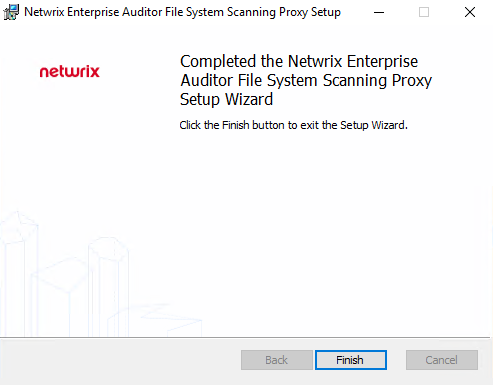 Netwrix Enterprise Auditor File System Scanning Proxy Setup
netwrix
Completed the Netwrix Enterprise
Auditor File System Scanning Proxy
Setup Wizard
Click the Finish button to exit the Setup Wizard.
Back
Finish
Cancel